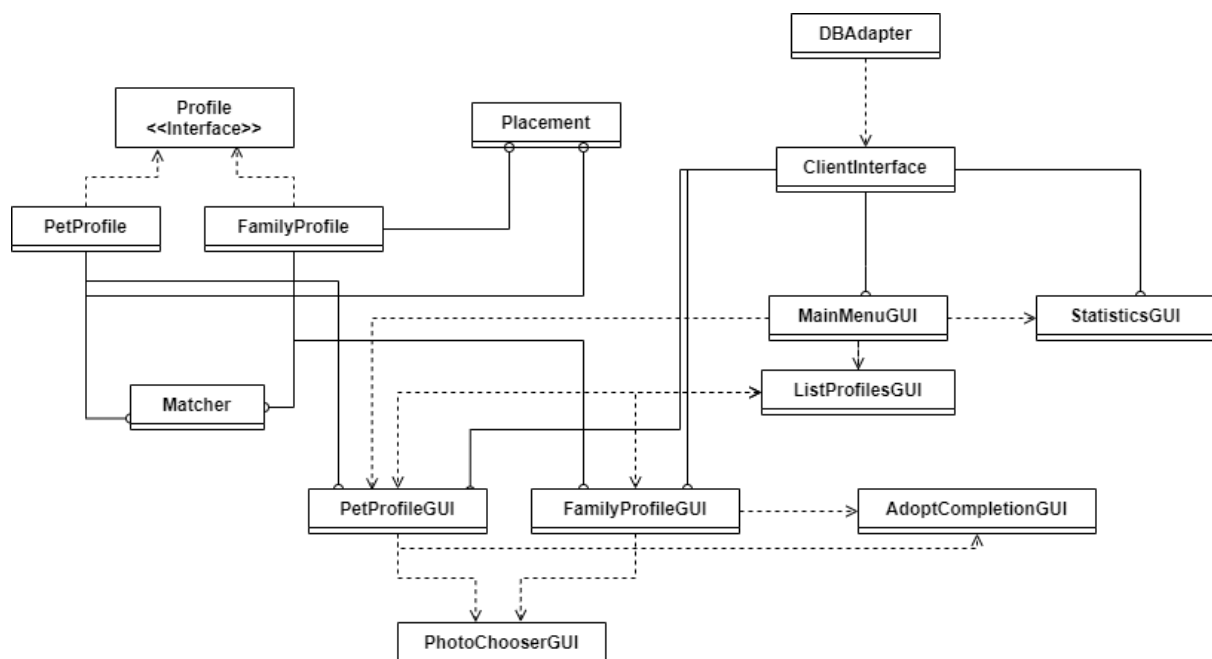 DBAdapter
Profile
<<Interface>>
Placement
ClientInterface
PetProfile
FamilyProfile
MainMenuGUI
StatisticsGUI
ListProfilesGUI
Matcher
PetProfileGUI
FamilyProfileGUI
AdoptCompletionGUI
PhotoChooserGUI